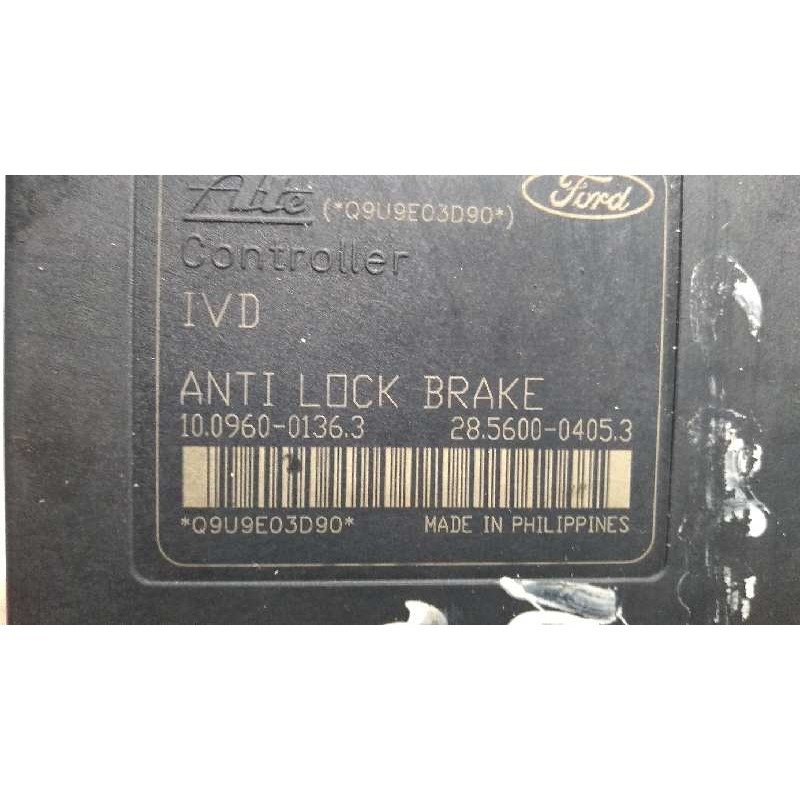 Ate (*Q9U9E03D90*) Ford
Controller
IVD
ANTI LOCK BRAKE
10.0960-0136.3 28.5600-0405.3
*Q9U9E03D90* MADE IN PHILIPPINES